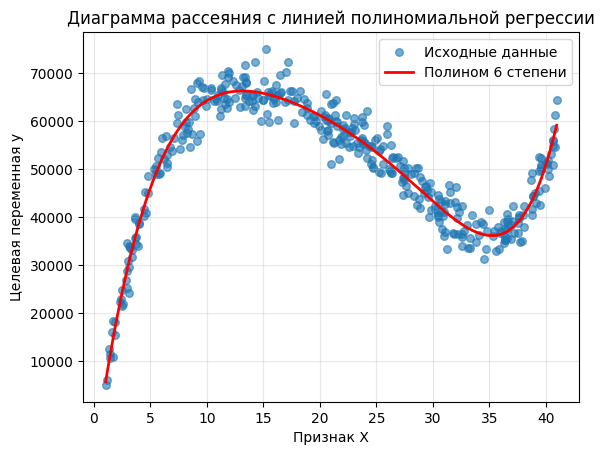 Диаграмма рассеяния с линией полиномиальной регрессии
Исходные данные
Полином 6 степени
70000
60000
50000
40000
30000
20000
10000
Целевая переменная y
0 5 10 15 20 25 30 35 40
Признак X